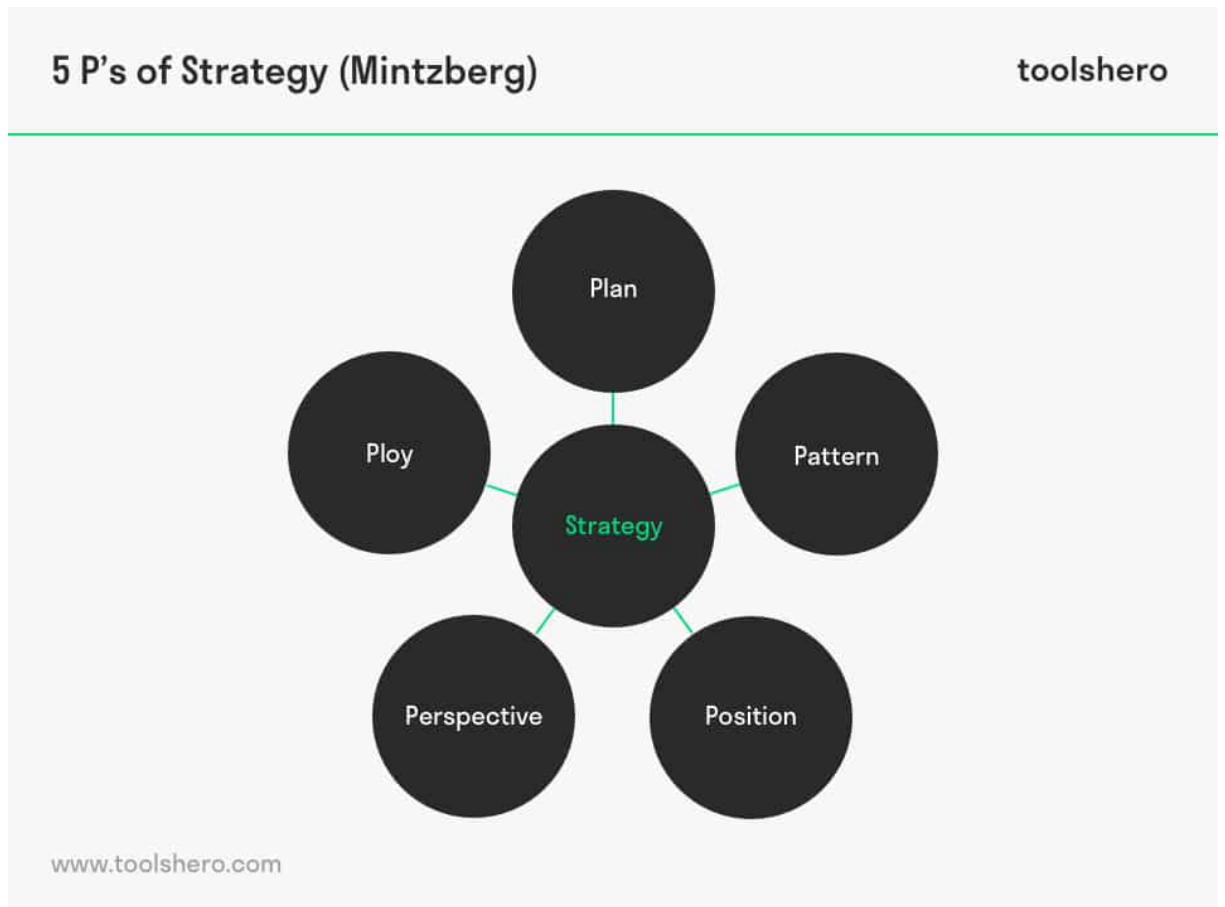 5 P’s of Strategy (Mintzberg)
toolshero
Plan
Ploy
Pattern
Strategy
Perspective
Position
www.toolshero.com